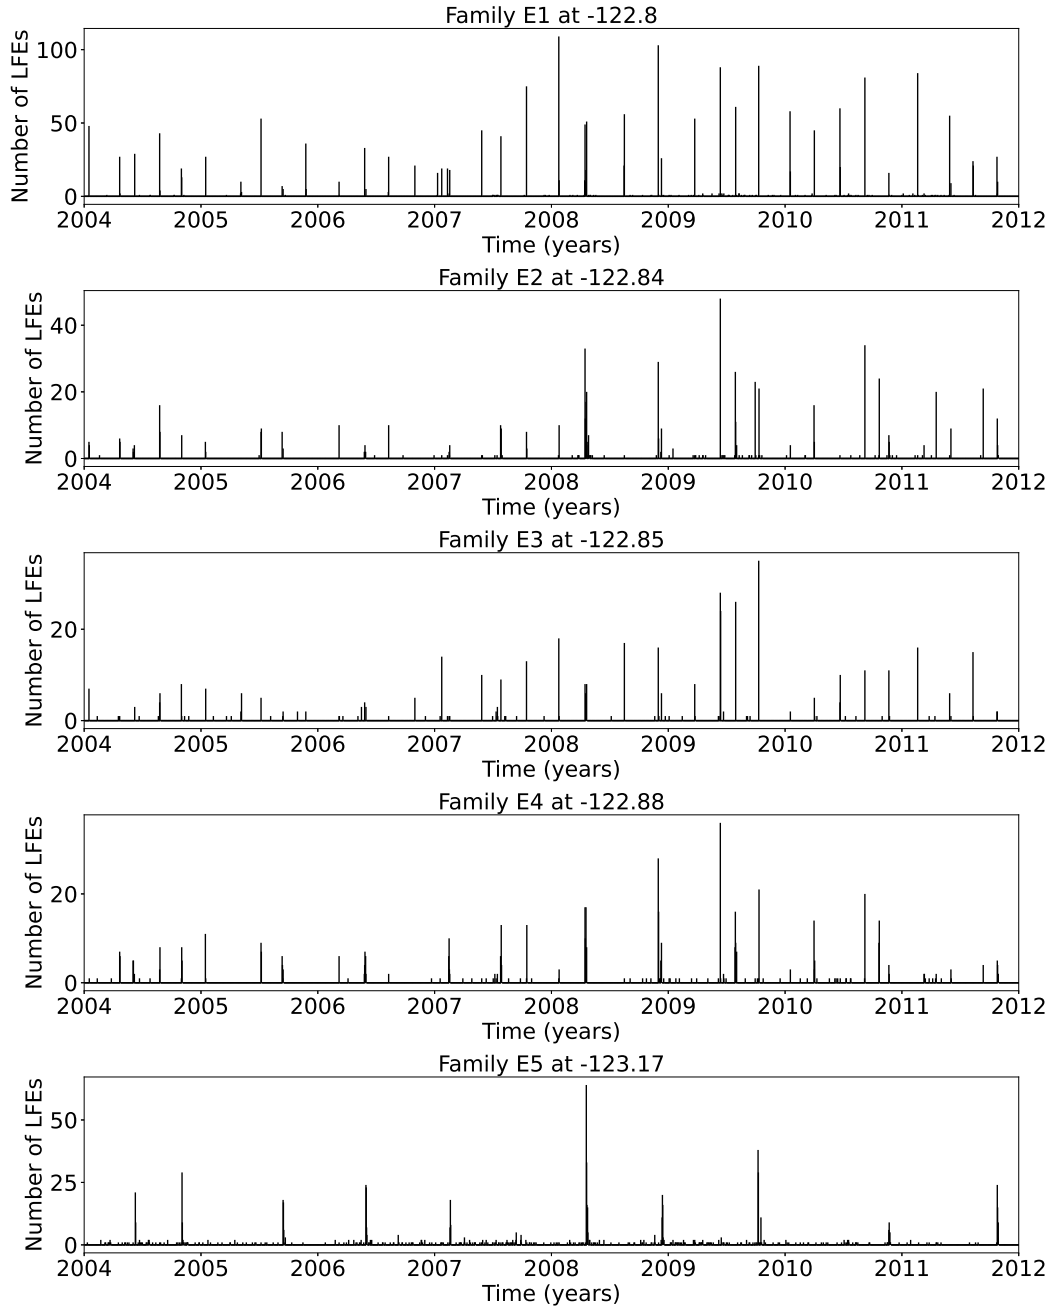 Family E1 at -122.8
Number of LFEs
100
50
0
2004 2005 2006 2007 2008 2009 2010 2011 2012
Time (years)
Family E2 at -122.84
Number of LFEs
40
20
0
2004 2005 2006 2007 2008 2009 2010 2011 2012
Time (years)
Family E3 at -122.85
Number of LFEs
20
0
2004 2005 2006 2007 2008 2009 2010 2011 2012
Time (years)
Family E4 at -122.88
Number of LFEs
20
0
2004 2005 2006 2007 2008 2009 2010 2011 2012
Time (years)
Family E5 at -123.17
Number of LFEs
50
25
0
2004 2005 2006 2007 2008 2009 2010 2011 2012
Time (years)